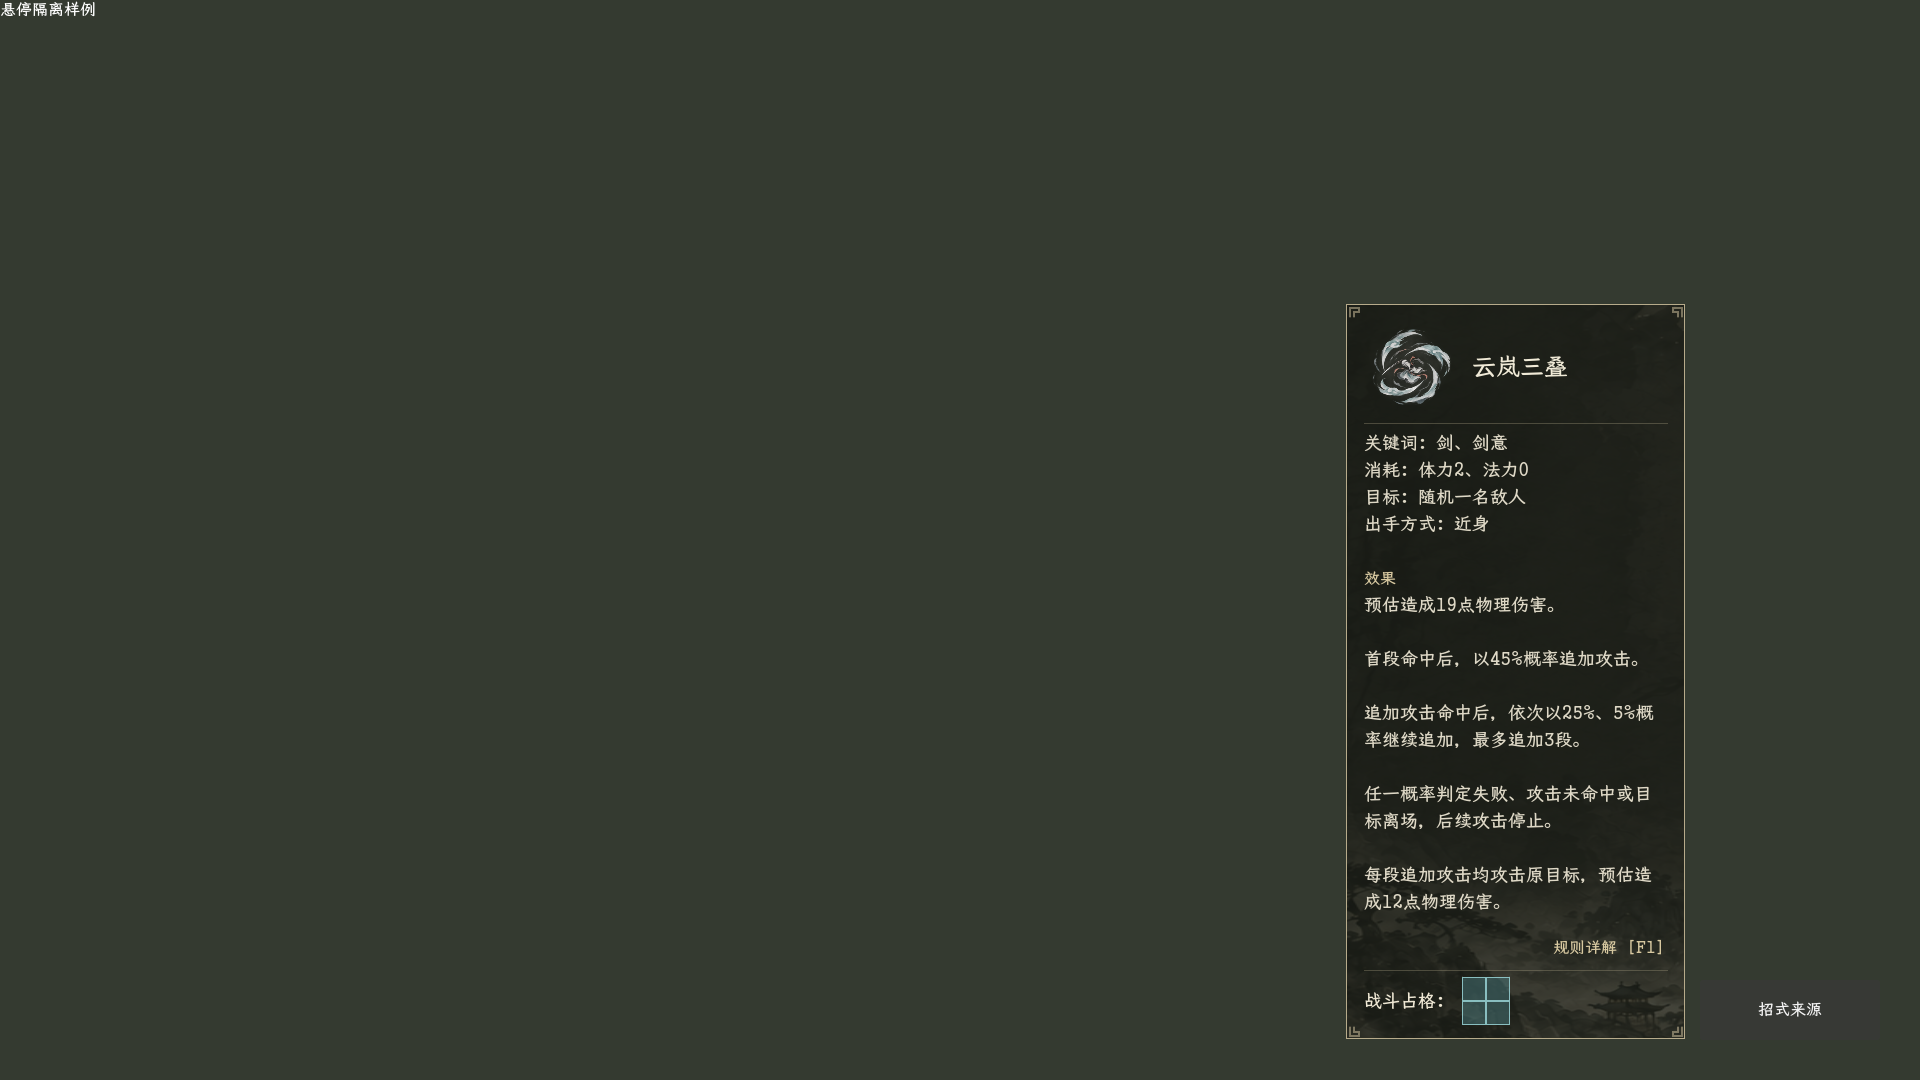 悬停隔离样例
云岚三叠
关键词: 剑、剑意
消耗: 体力2、法力0
目标: 随机一名敌人
出手方式: 近身
效果
预估造成19点物理伤害。
首段命中后, 以45%概率追加攻击。
追加攻击命中后, 依次以25%、5%概
率继续追加, 最多追加3段。
任一概率判定失败、攻击未命中或目
标离场, 后续攻击停止。
每段追加攻击均攻击原目标, 预估造
成12点物理伤害。
规则详解 [F1]
战斗占格:
招式来源